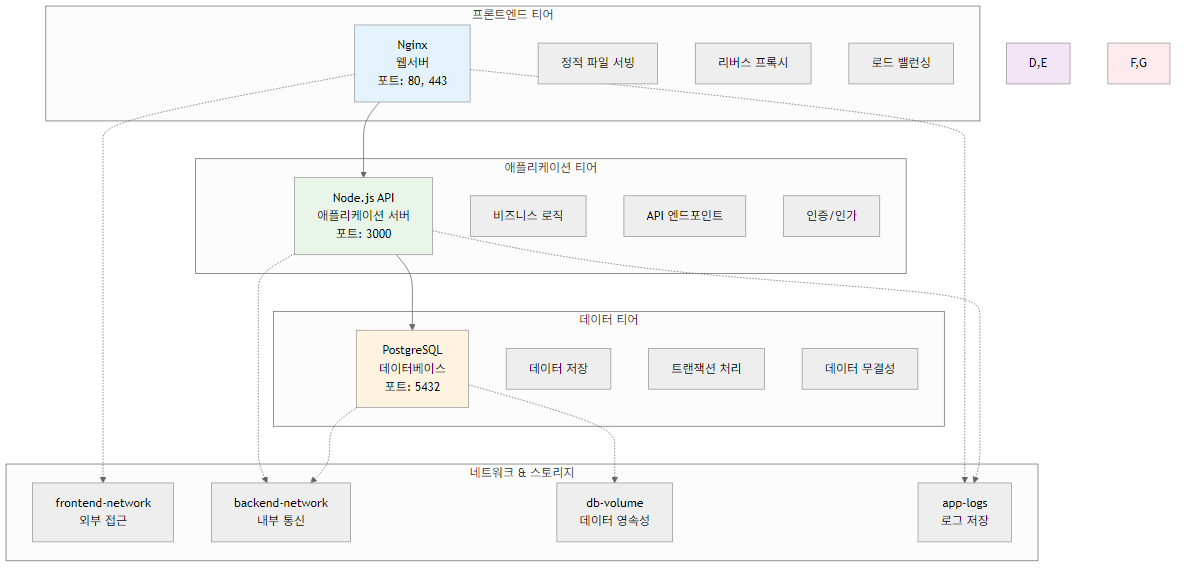 프론트엔드 티어
Nginx
웹서버
포트: 80, 443
정적 파일 서빙
리버스 프록시
로드 밸런싱
D,E
F,G
애플리케이션 티어
Node.js API
애플리케이션 서버
포트: 3000
비즈니스 로직
API 엔드포인트
인증/인가
데이터 티어
PostgreSQL
데이터베이스
포트: 5432
데이터 저장
트랜잭션 처리
데이터 무결성
네트워크 & 스토리지
frontend-network
외부 접근
backend-network
내부 통신
db-volume
데이터 영속성
app-logs
로그 저장